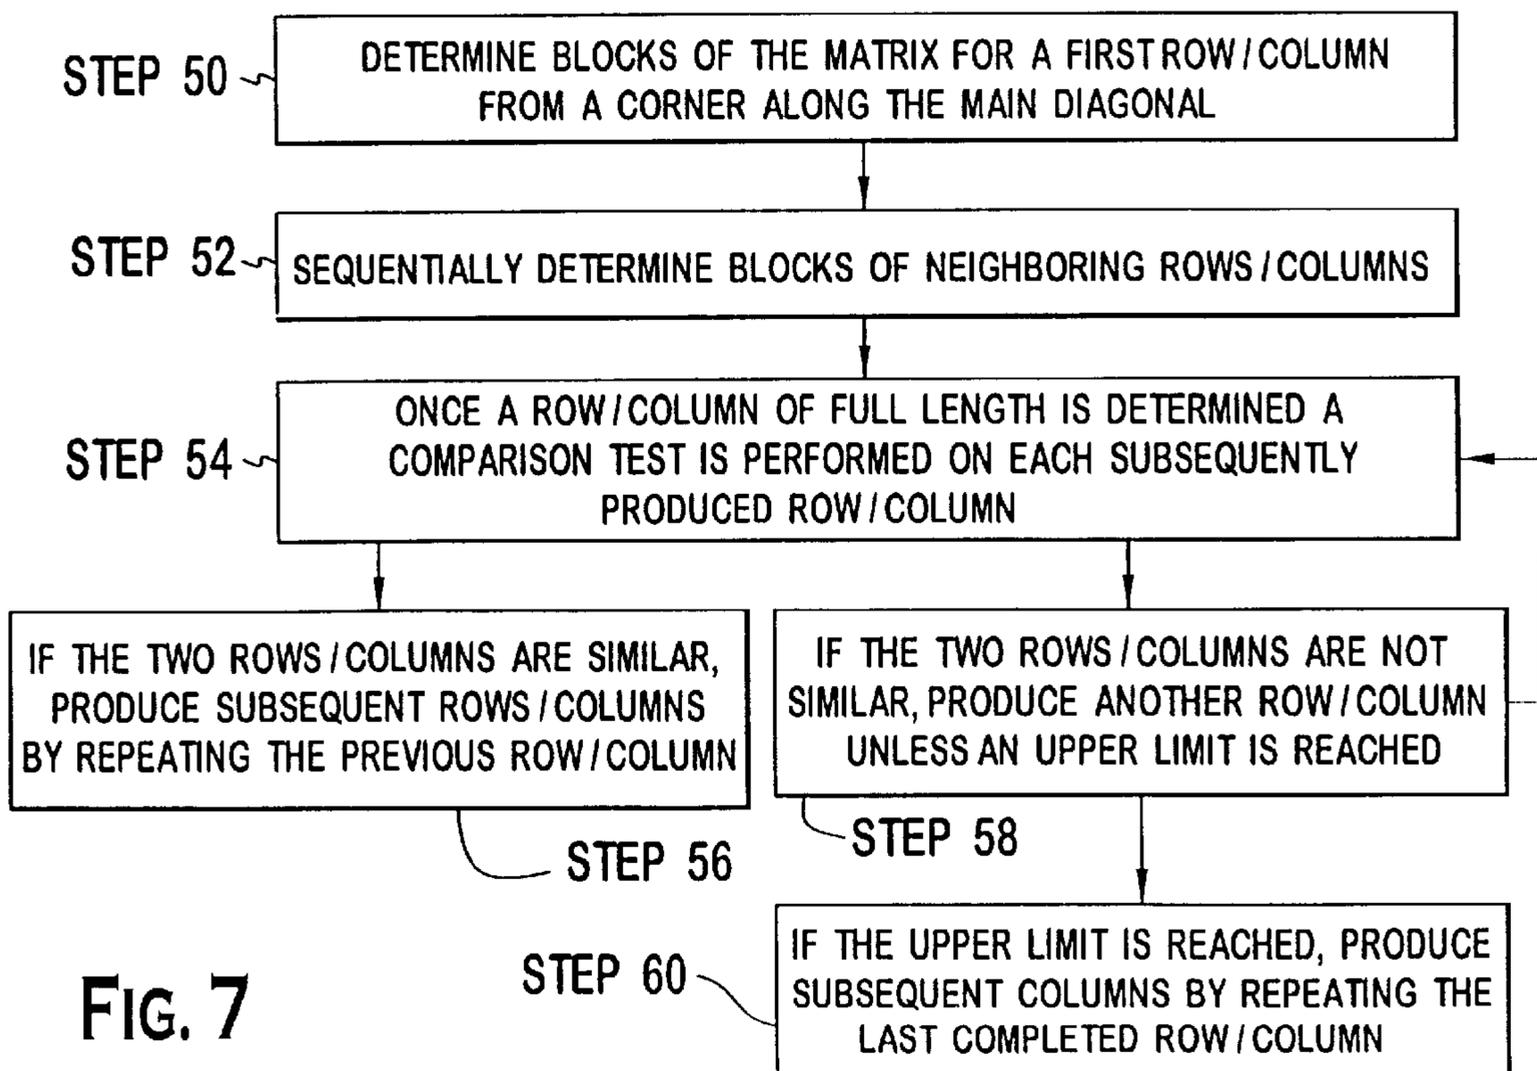 STEP 50
DETERMINE BLOCKS OF THE MATRIX FOR A FIRST ROW/COLUMN
FROM A CORNER ALONG THE MAIN DIAGONAL
STEP 52
SEQUENTIALLY DETERMINE BLOCKS OF NEIGHBORING ROWS/COLUMNS
STEP 54
ONCE A ROW/COLUMN OF FULL LENGTH IS DETERMINED A
COMPARISON TEST IS PERFORMED ON EACH SUBSEQUENTLY
PRODUCED ROW/COLUMN
IF THE TWO ROWS/COLUMNS ARE SIMILAR,
PRODUCE SUBSEQUENT ROWS/COLUMNS
BY REPEATING THE PREVIOUS ROW/COLUMN
STEP 56
IF THE TWO ROWS/COLUMNS ARE NOT
SIMILAR, PRODUCE ANOTHER ROW/COLUMN
UNLESS AN UPPER LIMIT IS REACHED
STEP 58
STEP 60
IF THE UPPER LIMIT IS REACHED, PRODUCE
SUBSEQUENT COLUMNS BY REPEATING THE
LAST COMPLETED ROW/COLUMN
FIG. 7